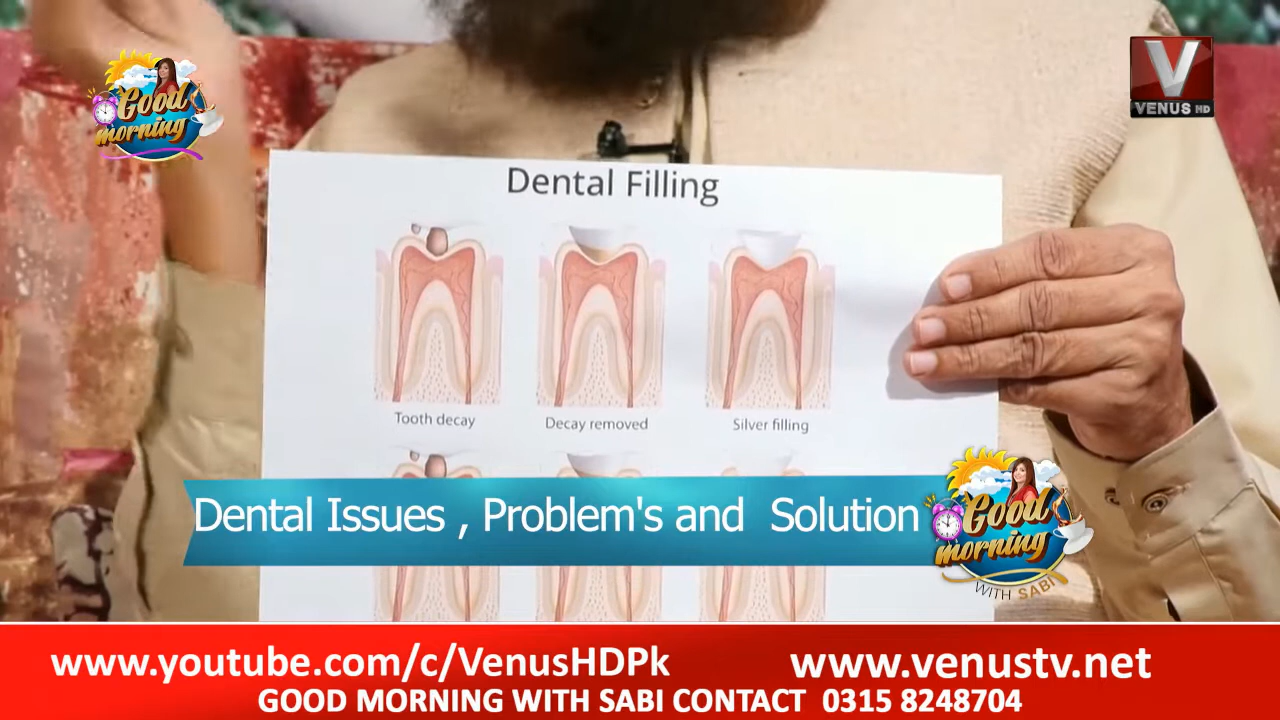 Good
morning
V
VENUS HD
Dental Filling
Tooth decay
Decay removed
Silver filling
Dental Issues , Problem's and Solution
Good
morning
WITH SABI
www.youtube.com/c/VenusHDPk
www.venustv.net
GOOD MORNING WITH SABI CONTACT 0315 8248704